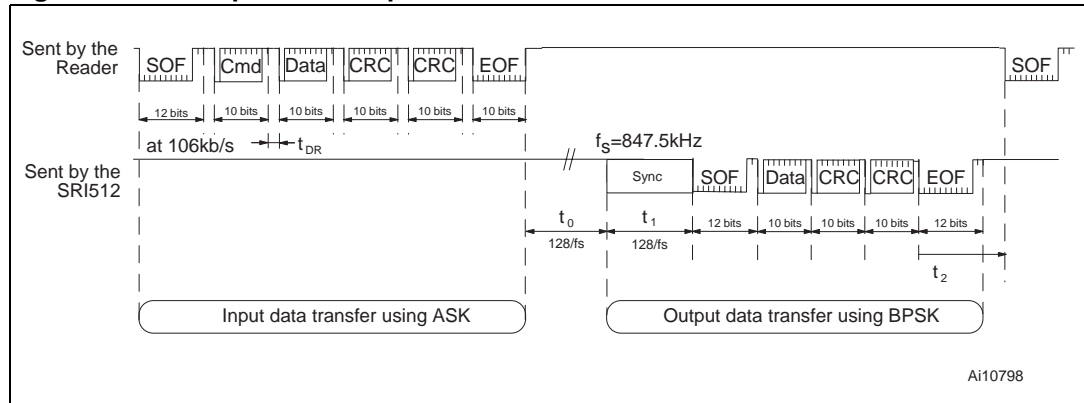 Sent by the
Reader
SOF
Cmd
Data
CRC
CRC
EOF
SOF
12 bits
10 bits
10 bits
10 bits
10 bits
10 bits
at 106kb/s
tDR
fS=847.5kHz
Sent by the
SRI512
Sync
SOF
Data
CRC
CRC
EOF
t0
t1
12 bits
10 bits
10 bits
10 bits
12 bits
128/fs
128/fs
t2
Input data transfer using ASK
Output data transfer using BPSK
Ai10798